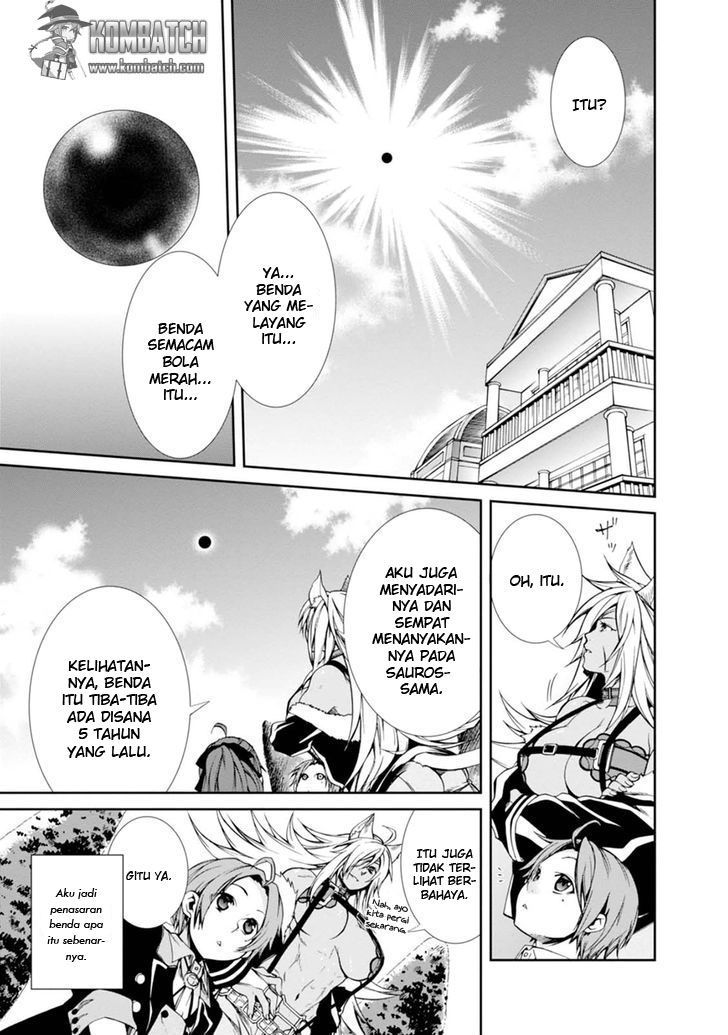 KOMBATCH
www.kombatch.com
ITU?
YA...
BENDA
YANG ME-
LAYANG
ITU...
BENDA
SEMACAM
BOLA
MERAH...
ITU...
OH, ITU.
AKU JUGA
MENYADARI-
NYA DAN
SEMPAT
MENANYAKAN-
NYA PADA
SAUROS-
SAMA.
KELIHATAN-
NYA, BENDA
ITU TIBA-TIBA
ADA DISANA
5 TAHUN
YANG LALU.
ITU JUGA
TIDAK TER-
LIHAT BER-
BAHAYA.
Nah, ayo
kita pergi
sekarang.
GITU YA.
Aku jadi
penasaran
benda apa
itu sebenar-
nya.